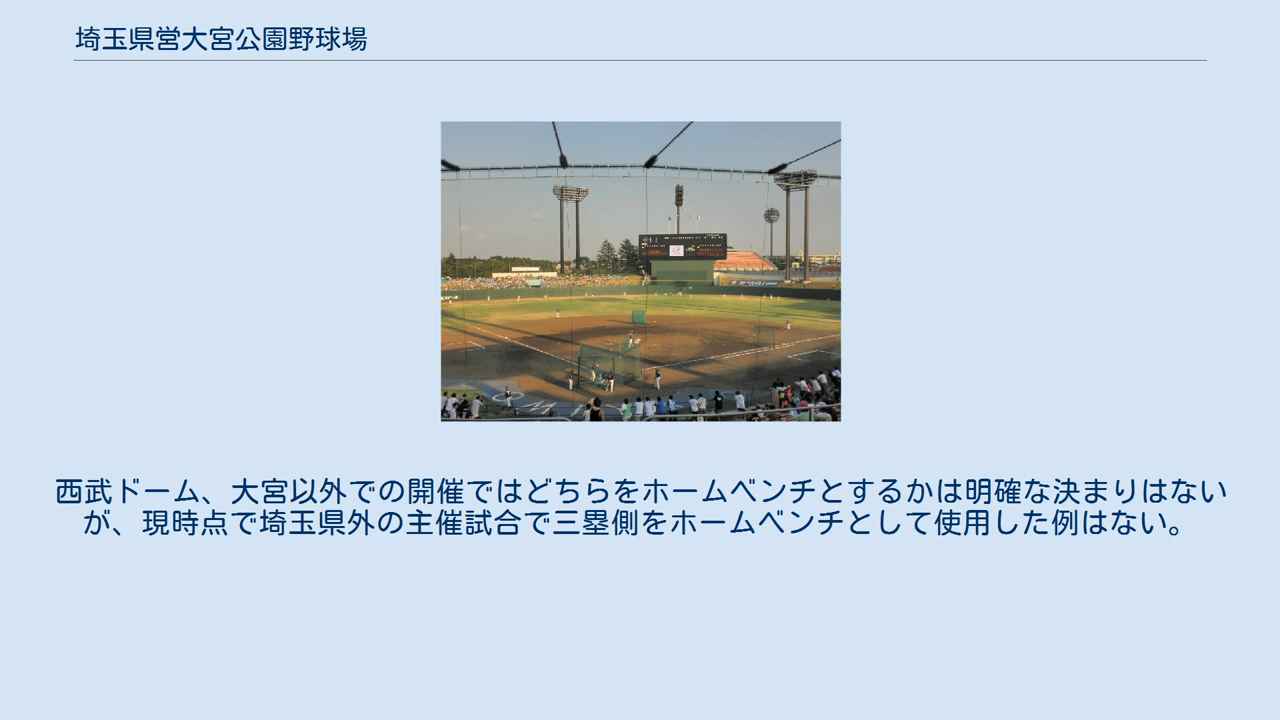 埼玉県営大宮公園野球場
西武ドーム、大宮以外での開催ではどちらをホームベンチとするかは明確な決まりはない
が、現時点で埼玉県外の主催試合で三塁側をホームベンチとして使用した例はない。